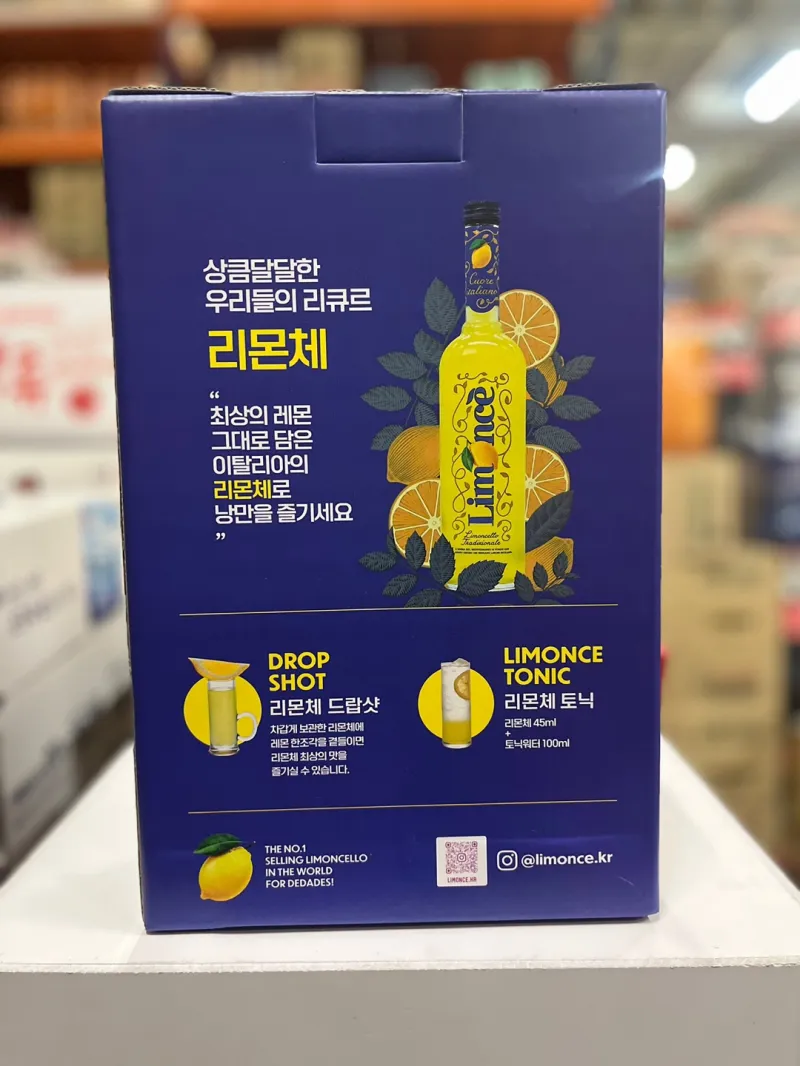 상큼달달한
우리들의 리큐르
리몬체
“
최상의 레몬
그대로 담은
이탈리아의
리몬체로
낭만을 즐기세요
”
Cuore
italiano
Limoncè
Limoncello
Tradizionale
DROP
SHOT
리몬체 드랍샷
차갑게 보관한 리몬체에
레몬 한조각을 곁들이면
리몬체 최상의 맛을
즐기실 수 있습니다.
LIMONCE
TONIC
리몬체 토닉
리몬체 45ml
+
토닉워터 100ml
THE NO.1
SELLING LIMONCELLO
IN THE WORLD
FOR DEDADES!
LIMONCE.KR
@limonce.kr